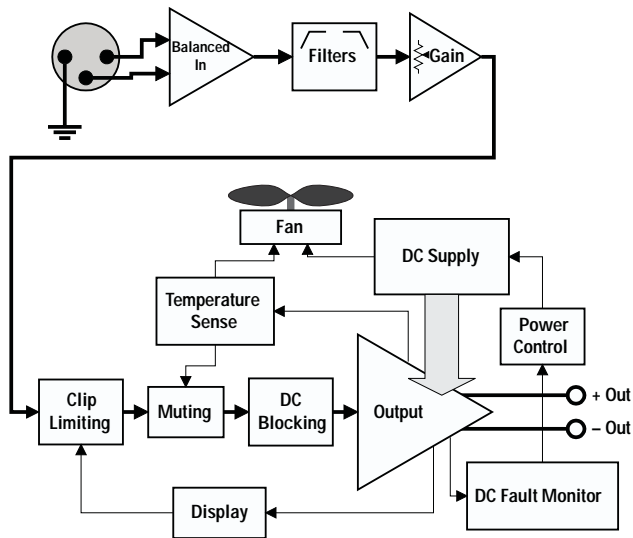 Balanced
In
Filters
Gain
Fan
DC Supply
Temperature
Sense
Power
Control
Clip
Limiting
Muting
DC
Blocking
Output
+ Out
– Out
Display
DC Fault Monitor